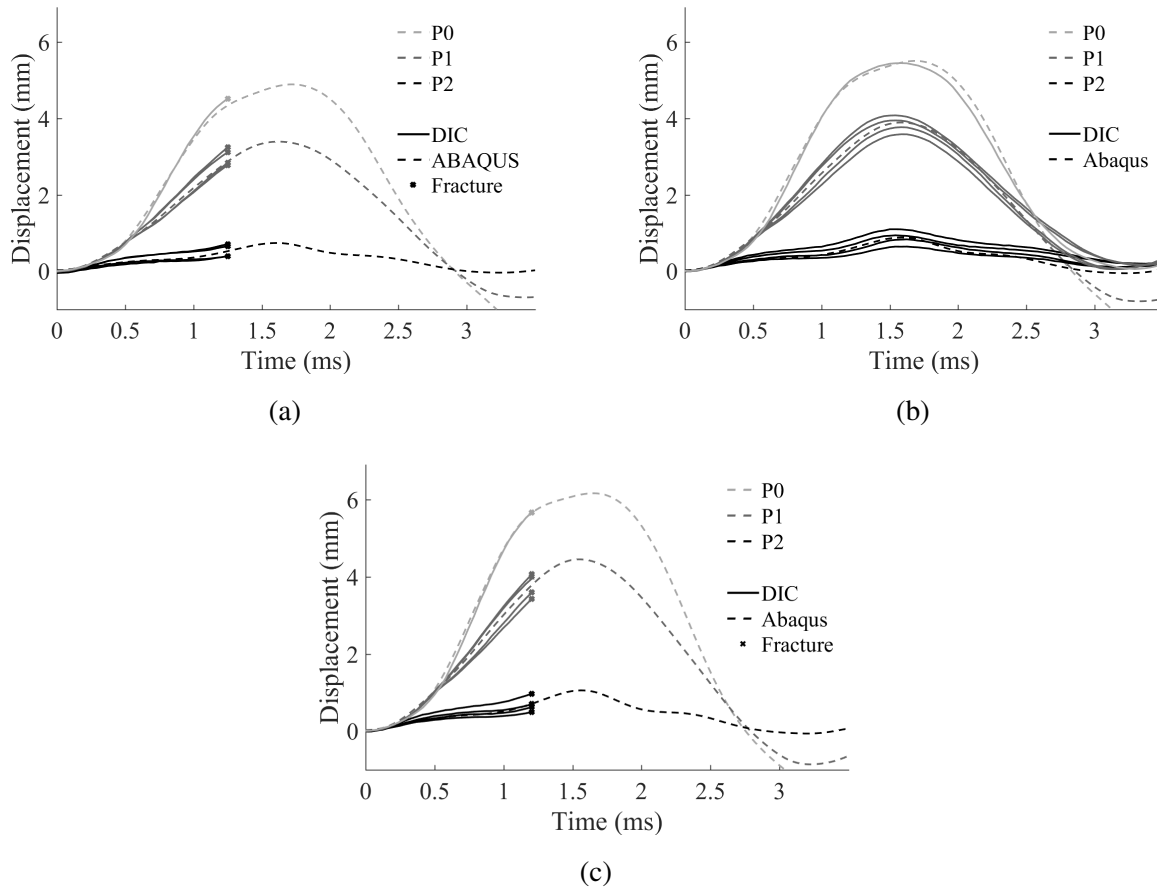 6
4
2
0
Displacement (mm)
P0
P1
P2
DIC
ABAQUS
Fracture
0 0.5 1 1.5 2 2.5 3
Time (ms)
(a)
6
4
2
0
Displacement (mm)
P0
P1
P2
DIC
Abaqus
0 0.5 1 1.5 2 2.5 3
Time (ms)
(b)
6
4
2
0
Displacement (mm)
P0
P1
P2
DIC
Abaqus
Fracture
0 0.5 1 1.5 2 2.5 3
Time (ms)
(c)